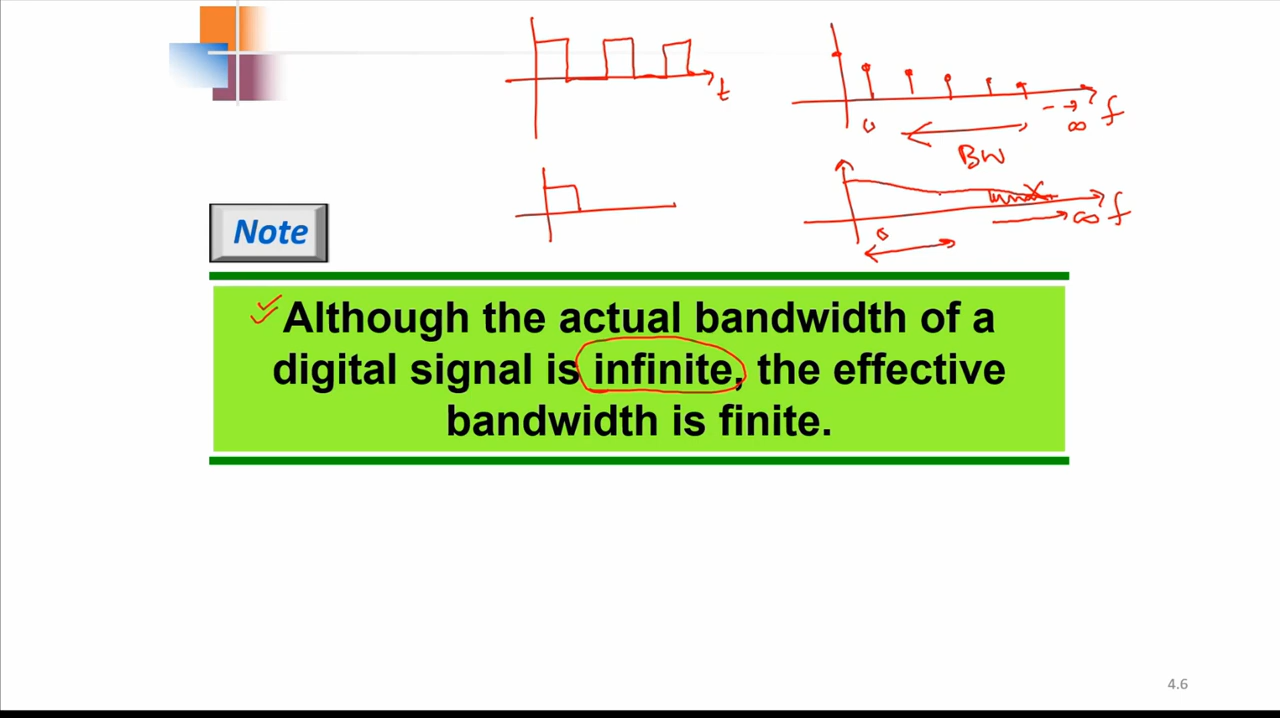 t
0
∞ f
BW
0
∞ f
Note
Although the actual bandwidth of a
digital signal is infinite, the effective
bandwidth is finite.
4.6